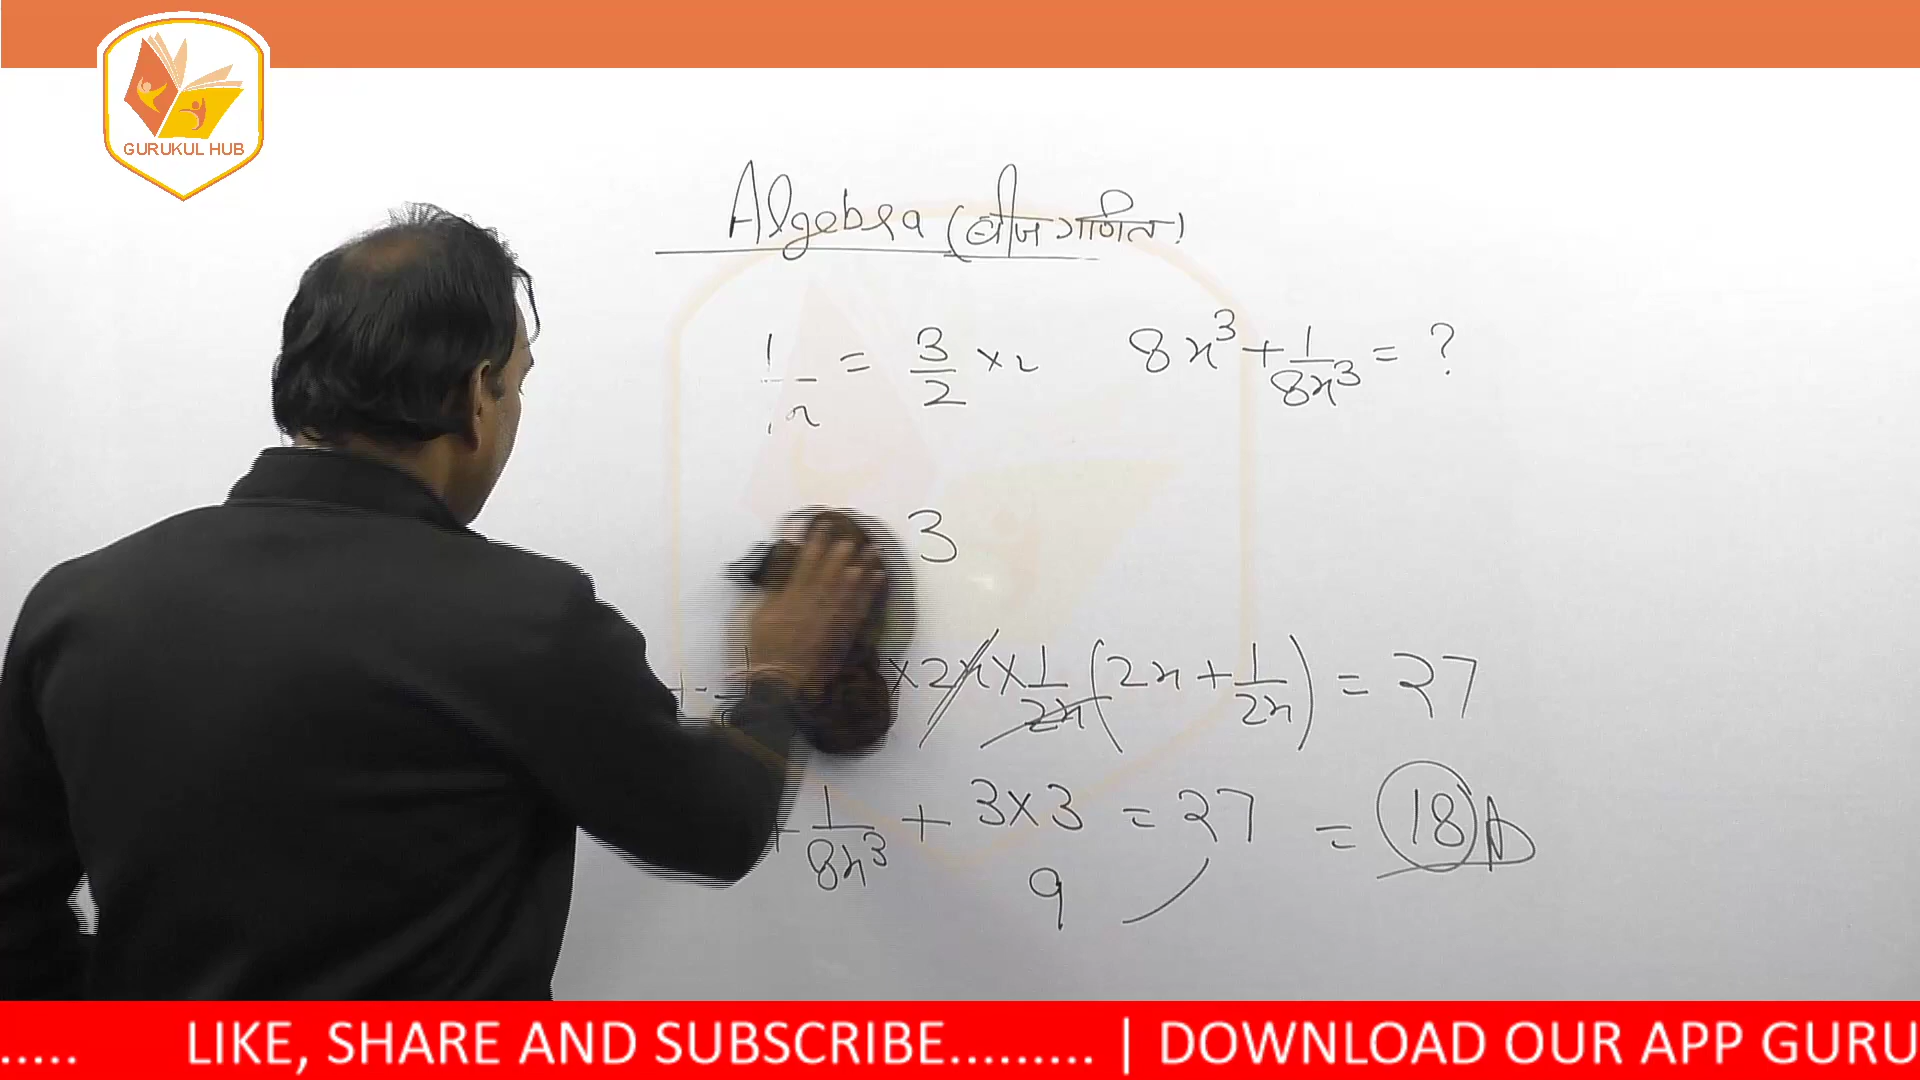 GURUKUL HUB
Algebra (बीजगणित)
1/x = 3/2 × 2    8x³ + 1/8x³ = ?
3
× 2x × 1/2x (2x + 1/2x) = 27
+ 1/8x³ + 3×3 = 27 = 18
9
..... LIKE, SHARE AND SUBSCRIBE......... | DOWNLOAD OUR APP GURU